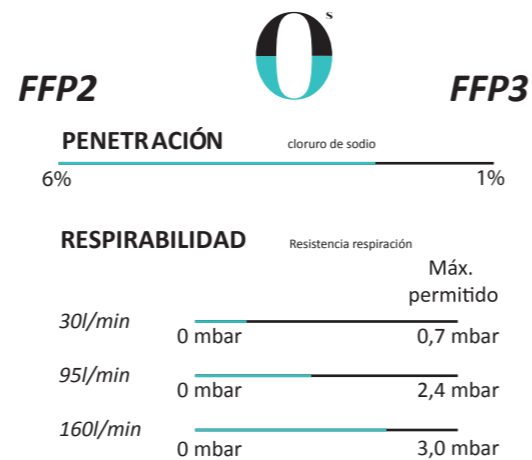 Os
FFP2 FFP3
PENETRACIÓN cloruro de sodio
6% 1%
RESPIRABILIDAD Resistencia respiración
Máx.
permitido
30l/min
0 mbar 0,7 mbar
95l/min
0 mbar 2,4 mbar
160l/min
0 mbar 3,0 mbar